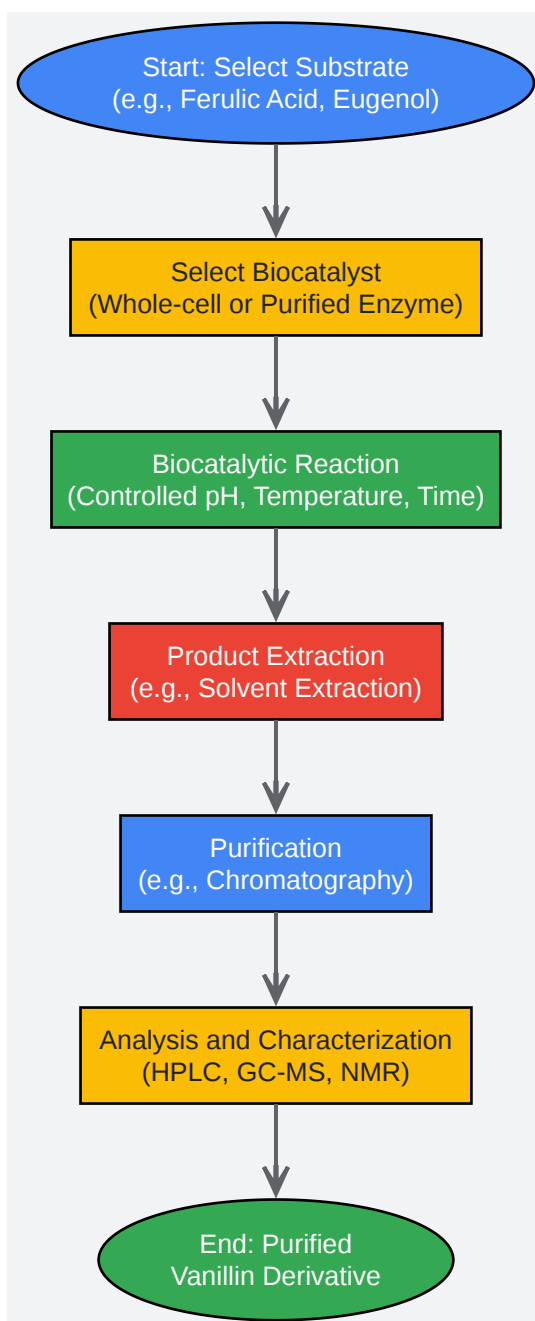 Start: Select Substrate
(e.g., Ferulic Acid, Eugenol)
Select Biocatalyst
(Whole-cell or Purified Enzyme)
Biocatalytic Reaction
(Controlled pH, Temperature, Time)
Product Extraction
(e.g., Solvent Extraction)
Purification
(e.g., Chromatography)
Analysis and Characterization
(HPLC, GC-MS, NMR)
End: Purified
Vanillin Derivative